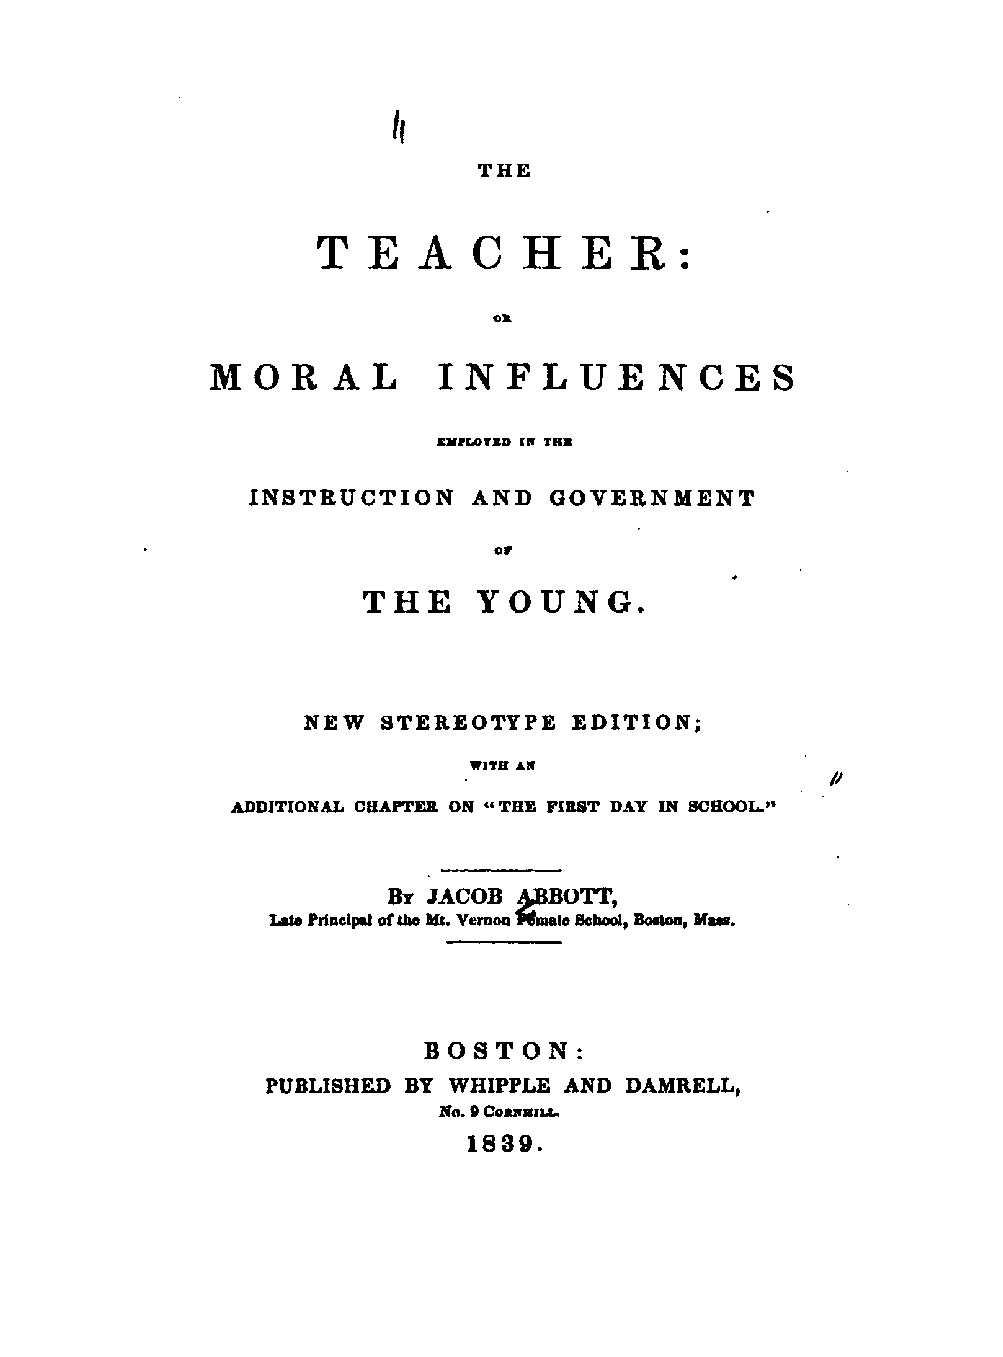 THE
TEACHER:
OR
MORAL INFLUENCES
EMPLOYED IN THE
INSTRUCTION AND GOVERNMENT
OF
THE YOUNG.
NEW STEREOTYPE EDITION;
WITH AN
ADDITIONAL CHAPTER ON "THE FIRST DAY IN SCHOOL."
BY JACOB ABBOTT,
Late Principal of the Mt. Vernon Female School, Boston, Mass.
BOSTON:
PUBLISHED BY WHIPPLE AND DAMRELL,
No. 9 CORNHILL.
1839.